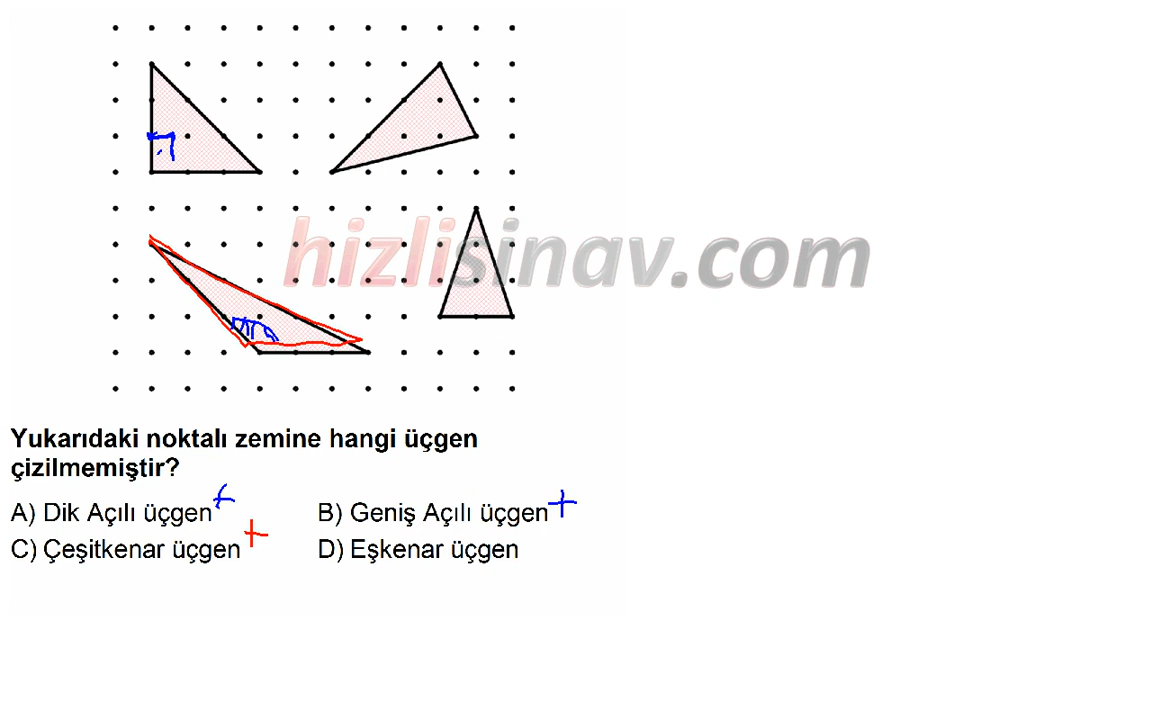 hizlisinav.com
Yukarıdaki noktalı zemine hangi üçgen
çizilmemiştir?
A) Dik Açılı üçgen + B) Geniş Açılı üçgen +
C) Çeşitkenar üçgen + D) Eşkenar üçgen